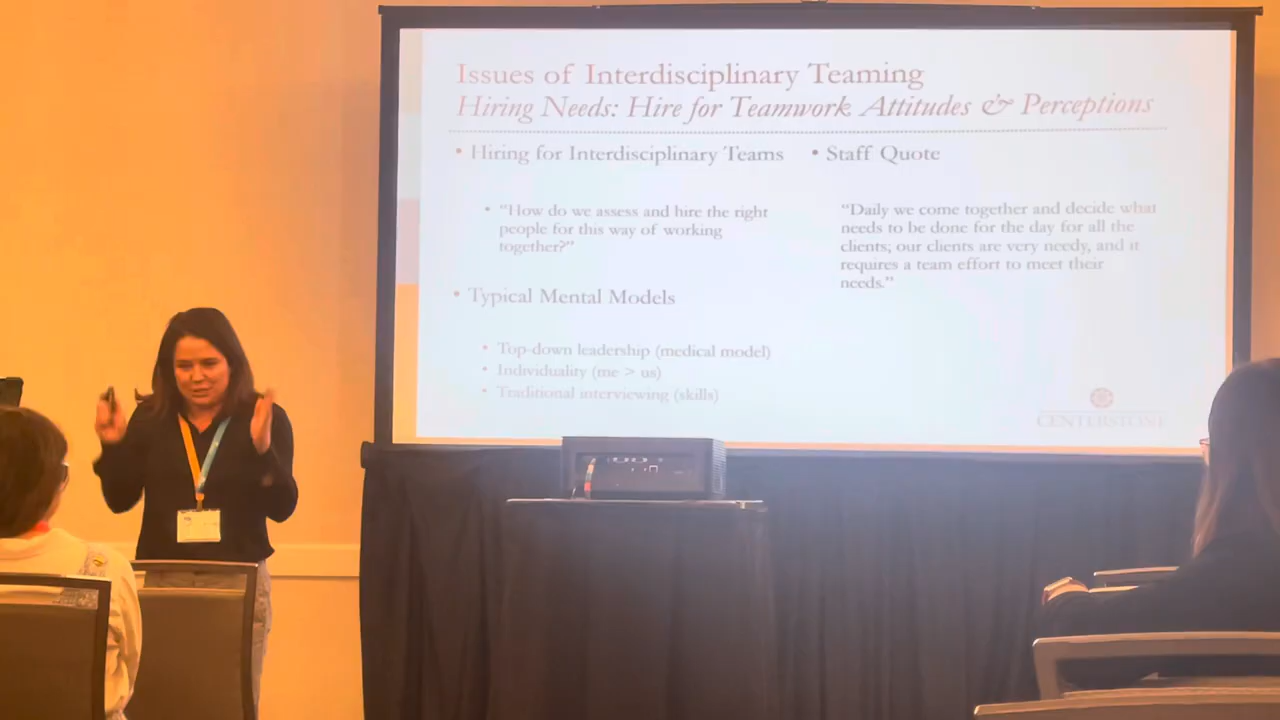 Issues of Interdisciplinary Teaming
Hiring Needs: Hire for Teamwork Attitudes & Perceptions
• Hiring for Interdisciplinary Teams
• "How do we assess and hire the right
people for this way of working
together?"
• Typical Mental Models
• Top-down leadership (medical model)
• Individuality (me > us)
• Traditional interviewing (skills)
• Staff Quote
"Daily we come together and decide what
needs to be done for the day for all the
clients; our clients are very needy, and it
requires a team effort to meet their
needs."
CENTERSTONE